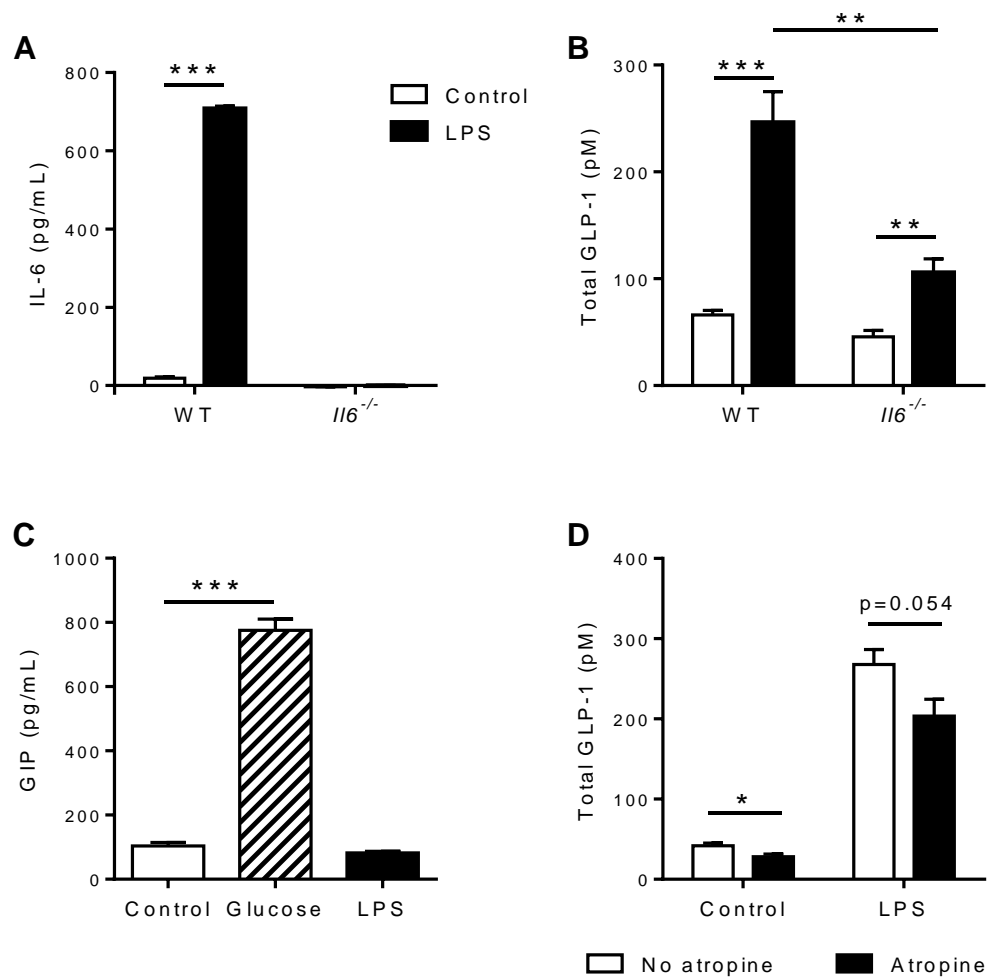 A
IL-6 (pg/mL)
800
600
400
200
0
***
WT
Il6-/-
Control
LPS
B
Total GLP-1 (pM)
300
200
100
0
***
**
**
WT
Il6-/-
C
GIP (pg/mL)
1000
800
600
400
200
0
***
Control Glucose LPS
D
Total GLP-1 (pM)
400
300
200
100
0
*
p=0.054
Control LPS
No atropine Atropine